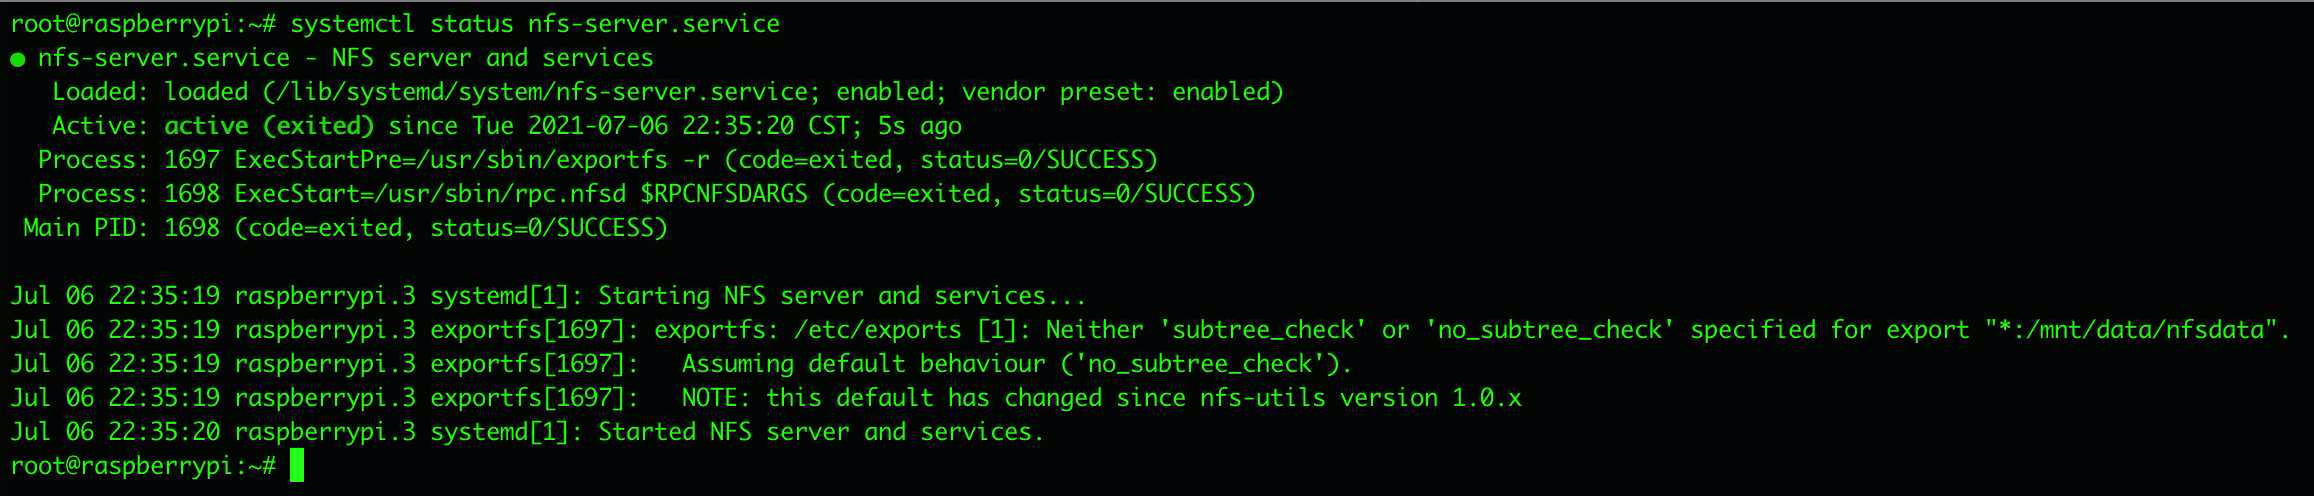 root@raspberrypi:~# systemctl status nfs-server.service
● nfs-server.service - NFS server and services
   Loaded: loaded (/lib/systemd/system/nfs-server.service; enabled; vendor preset: enabled)
   Active: active (exited) since Tue 2021-07-06 22:35:20 CST; 5s ago
  Process: 1697 ExecStartPre=/usr/sbin/exportfs -r (code=exited, status=0/SUCCESS)
  Process: 1698 ExecStart=/usr/sbin/rpc.nfsd $RPCNFSDARGS (code=exited, status=0/SUCCESS)
 Main PID: 1698 (code=exited, status=0/SUCCESS)

Jul 06 22:35:19 raspberrypi.3 systemd[1]: Starting NFS server and services...
Jul 06 22:35:19 raspberrypi.3 exportfs[1697]: exportfs: /etc/exports [1]: Neither 'subtree_check' or 'no_subtree_check' specified for export "*:/mnt/data/nfsdata".
Jul 06 22:35:19 raspberrypi.3 exportfs[1697]:   Assuming default behaviour ('no_subtree_check').
Jul 06 22:35:19 raspberrypi.3 exportfs[1697]:   NOTE: this default has changed since nfs-utils version 1.0.x
Jul 06 22:35:20 raspberrypi.3 systemd[1]: Started NFS server and services.
root@raspberrypi:~#